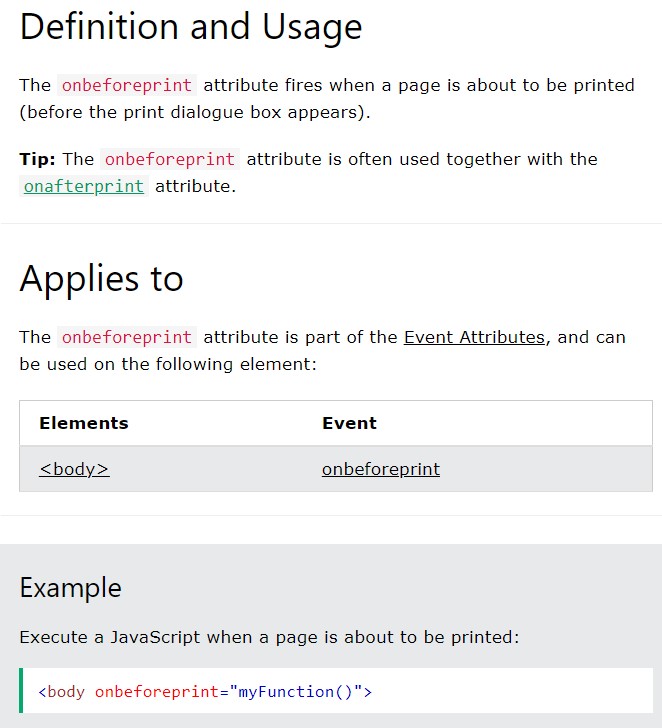 Definition and Usage
The onbeforeprint attribute fires when a page is about to be printed
(before the print dialogue box appears).
Tip: The onbeforeprint attribute is often used together with the
onafterprint attribute.
Applies to
The onbeforeprint attribute is part of the Event Attributes, and can
be used on the following element:
Elements Event
<body> onbeforeprint
Example
Execute a JavaScript when a page is about to be printed:
<body onbeforeprint="myFunction()">